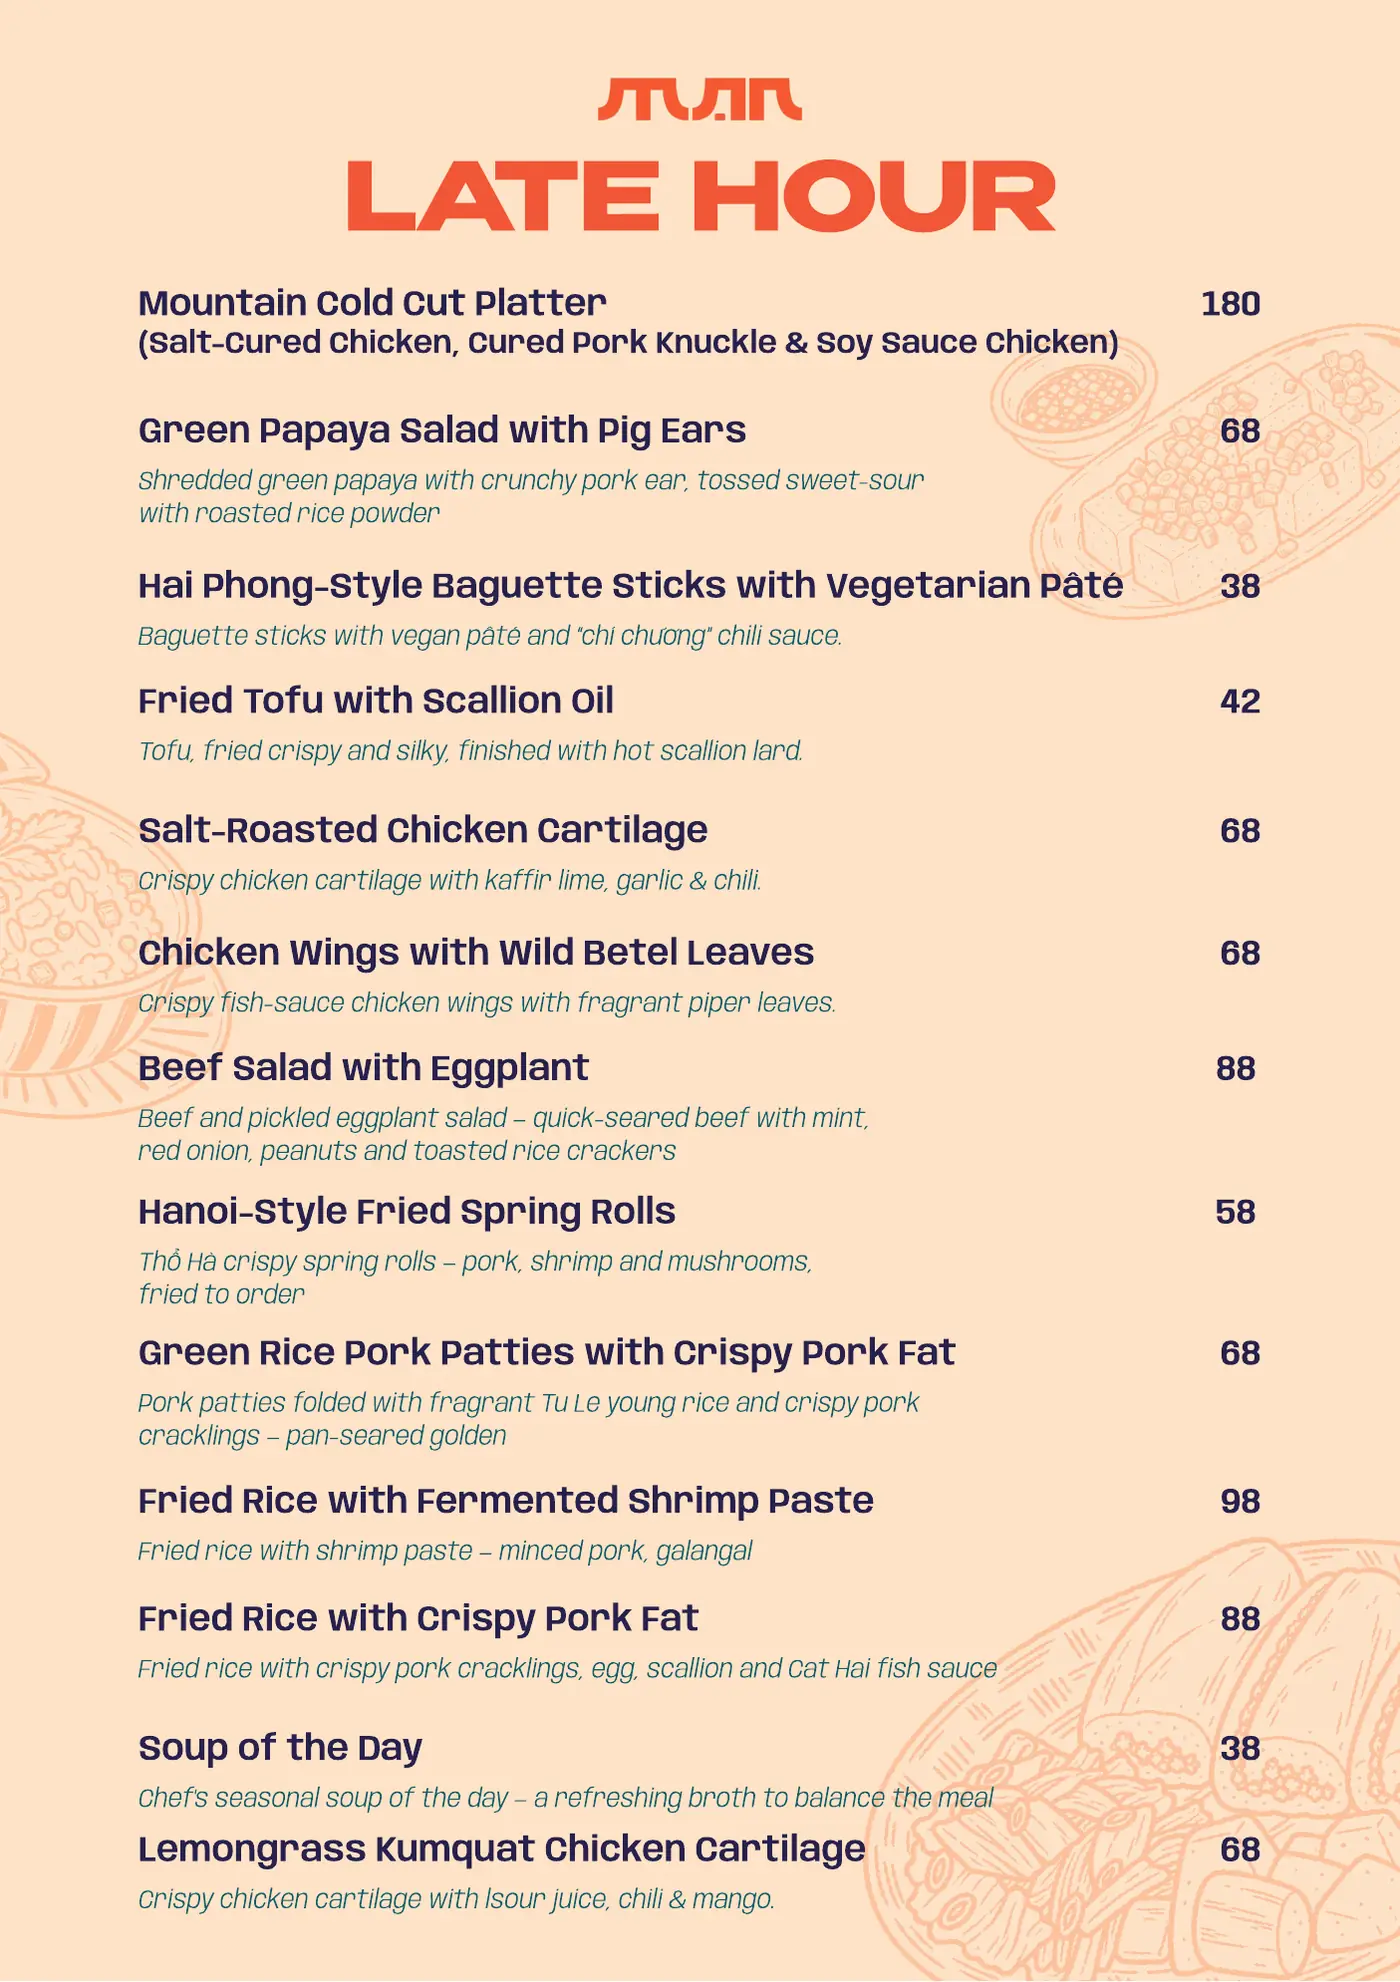 MẠN
LATE HOUR
Mountain Cold Cut Platter 180
(Salt-Cured Chicken, Cured Pork Knuckle & Soy Sauce Chicken)
Green Papaya Salad with Pig Ears 68
Shredded green papaya with crunchy pork ear, tossed sweet-sour
with roasted rice powder
Hai Phong-Style Baguette Sticks with Vegetarian Pâté 38
Baguette sticks with vegan pâté and "chí chương" chili sauce.
Fried Tofu with Scallion Oil 42
Tofu, fried crispy and silky, finished with hot scallion lard.
Salt-Roasted Chicken Cartilage 68
Crispy chicken cartilage with kaffir lime, garlic & chili.
Chicken Wings with Wild Betel Leaves 68
Crispy fish-sauce chicken wings with fragrant piper leaves.
Beef Salad with Eggplant 88
Beef and pickled eggplant salad – quick-seared beef with mint,
red onion, peanuts and toasted rice crackers
Hanoi-Style Fried Spring Rolls 58
Thổ Hà crispy spring rolls – pork, shrimp and mushrooms,
fried to order
Green Rice Pork Patties with Crispy Pork Fat 68
Pork patties folded with fragrant Tu Le young rice and crispy pork
cracklings – pan-seared golden
Fried Rice with Fermented Shrimp Paste 98
Fried rice with shrimp paste – minced pork, galangal
Fried Rice with Crispy Pork Fat 88
Fried rice with crispy pork cracklings, egg, scallion and Cat Hai fish sauce
Soup of the Day 38
Chef's seasonal soup of the day – a refreshing broth to balance the meal
Lemongrass Kumquat Chicken Cartilage 68
Crispy chicken cartilage with lsour juice, chili & mango.